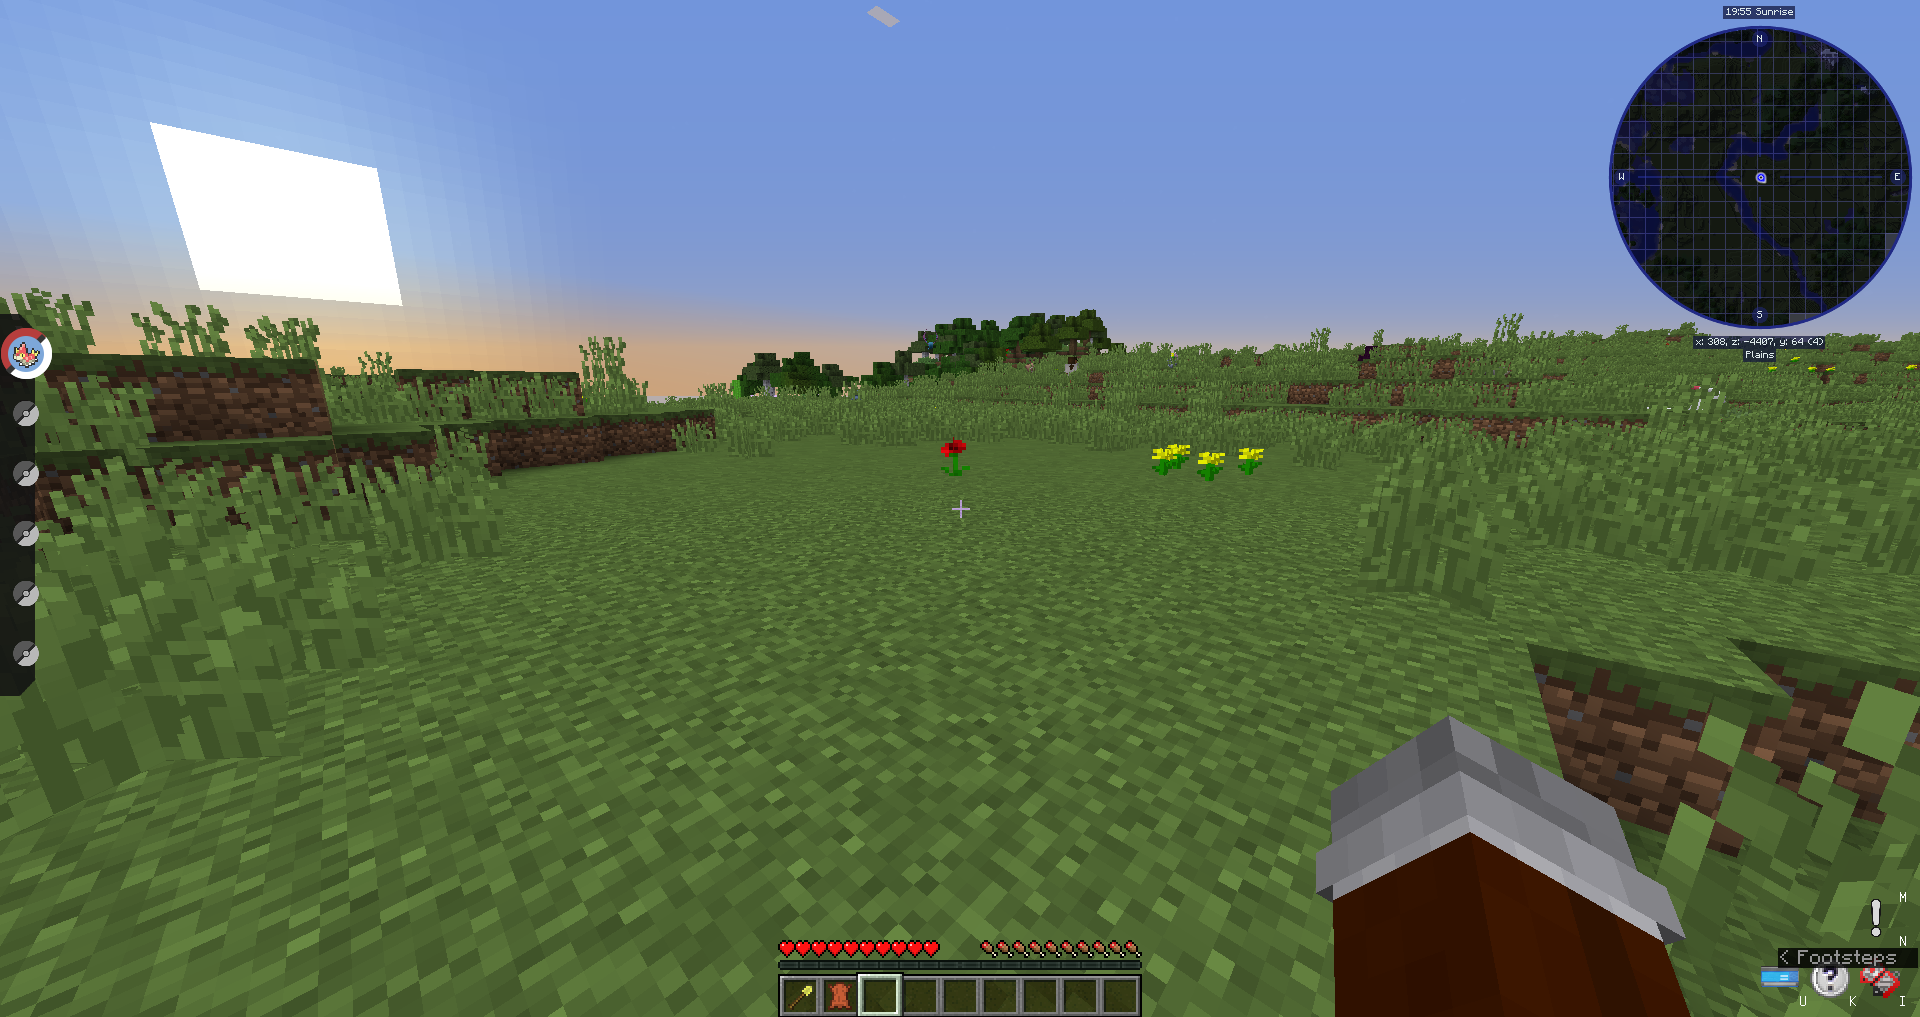 19:55 Sunrise
N
W
E
S
x: 308, z: -4407, y: 64 (4)
Plains
M
N
< Footsteps
U
K
I